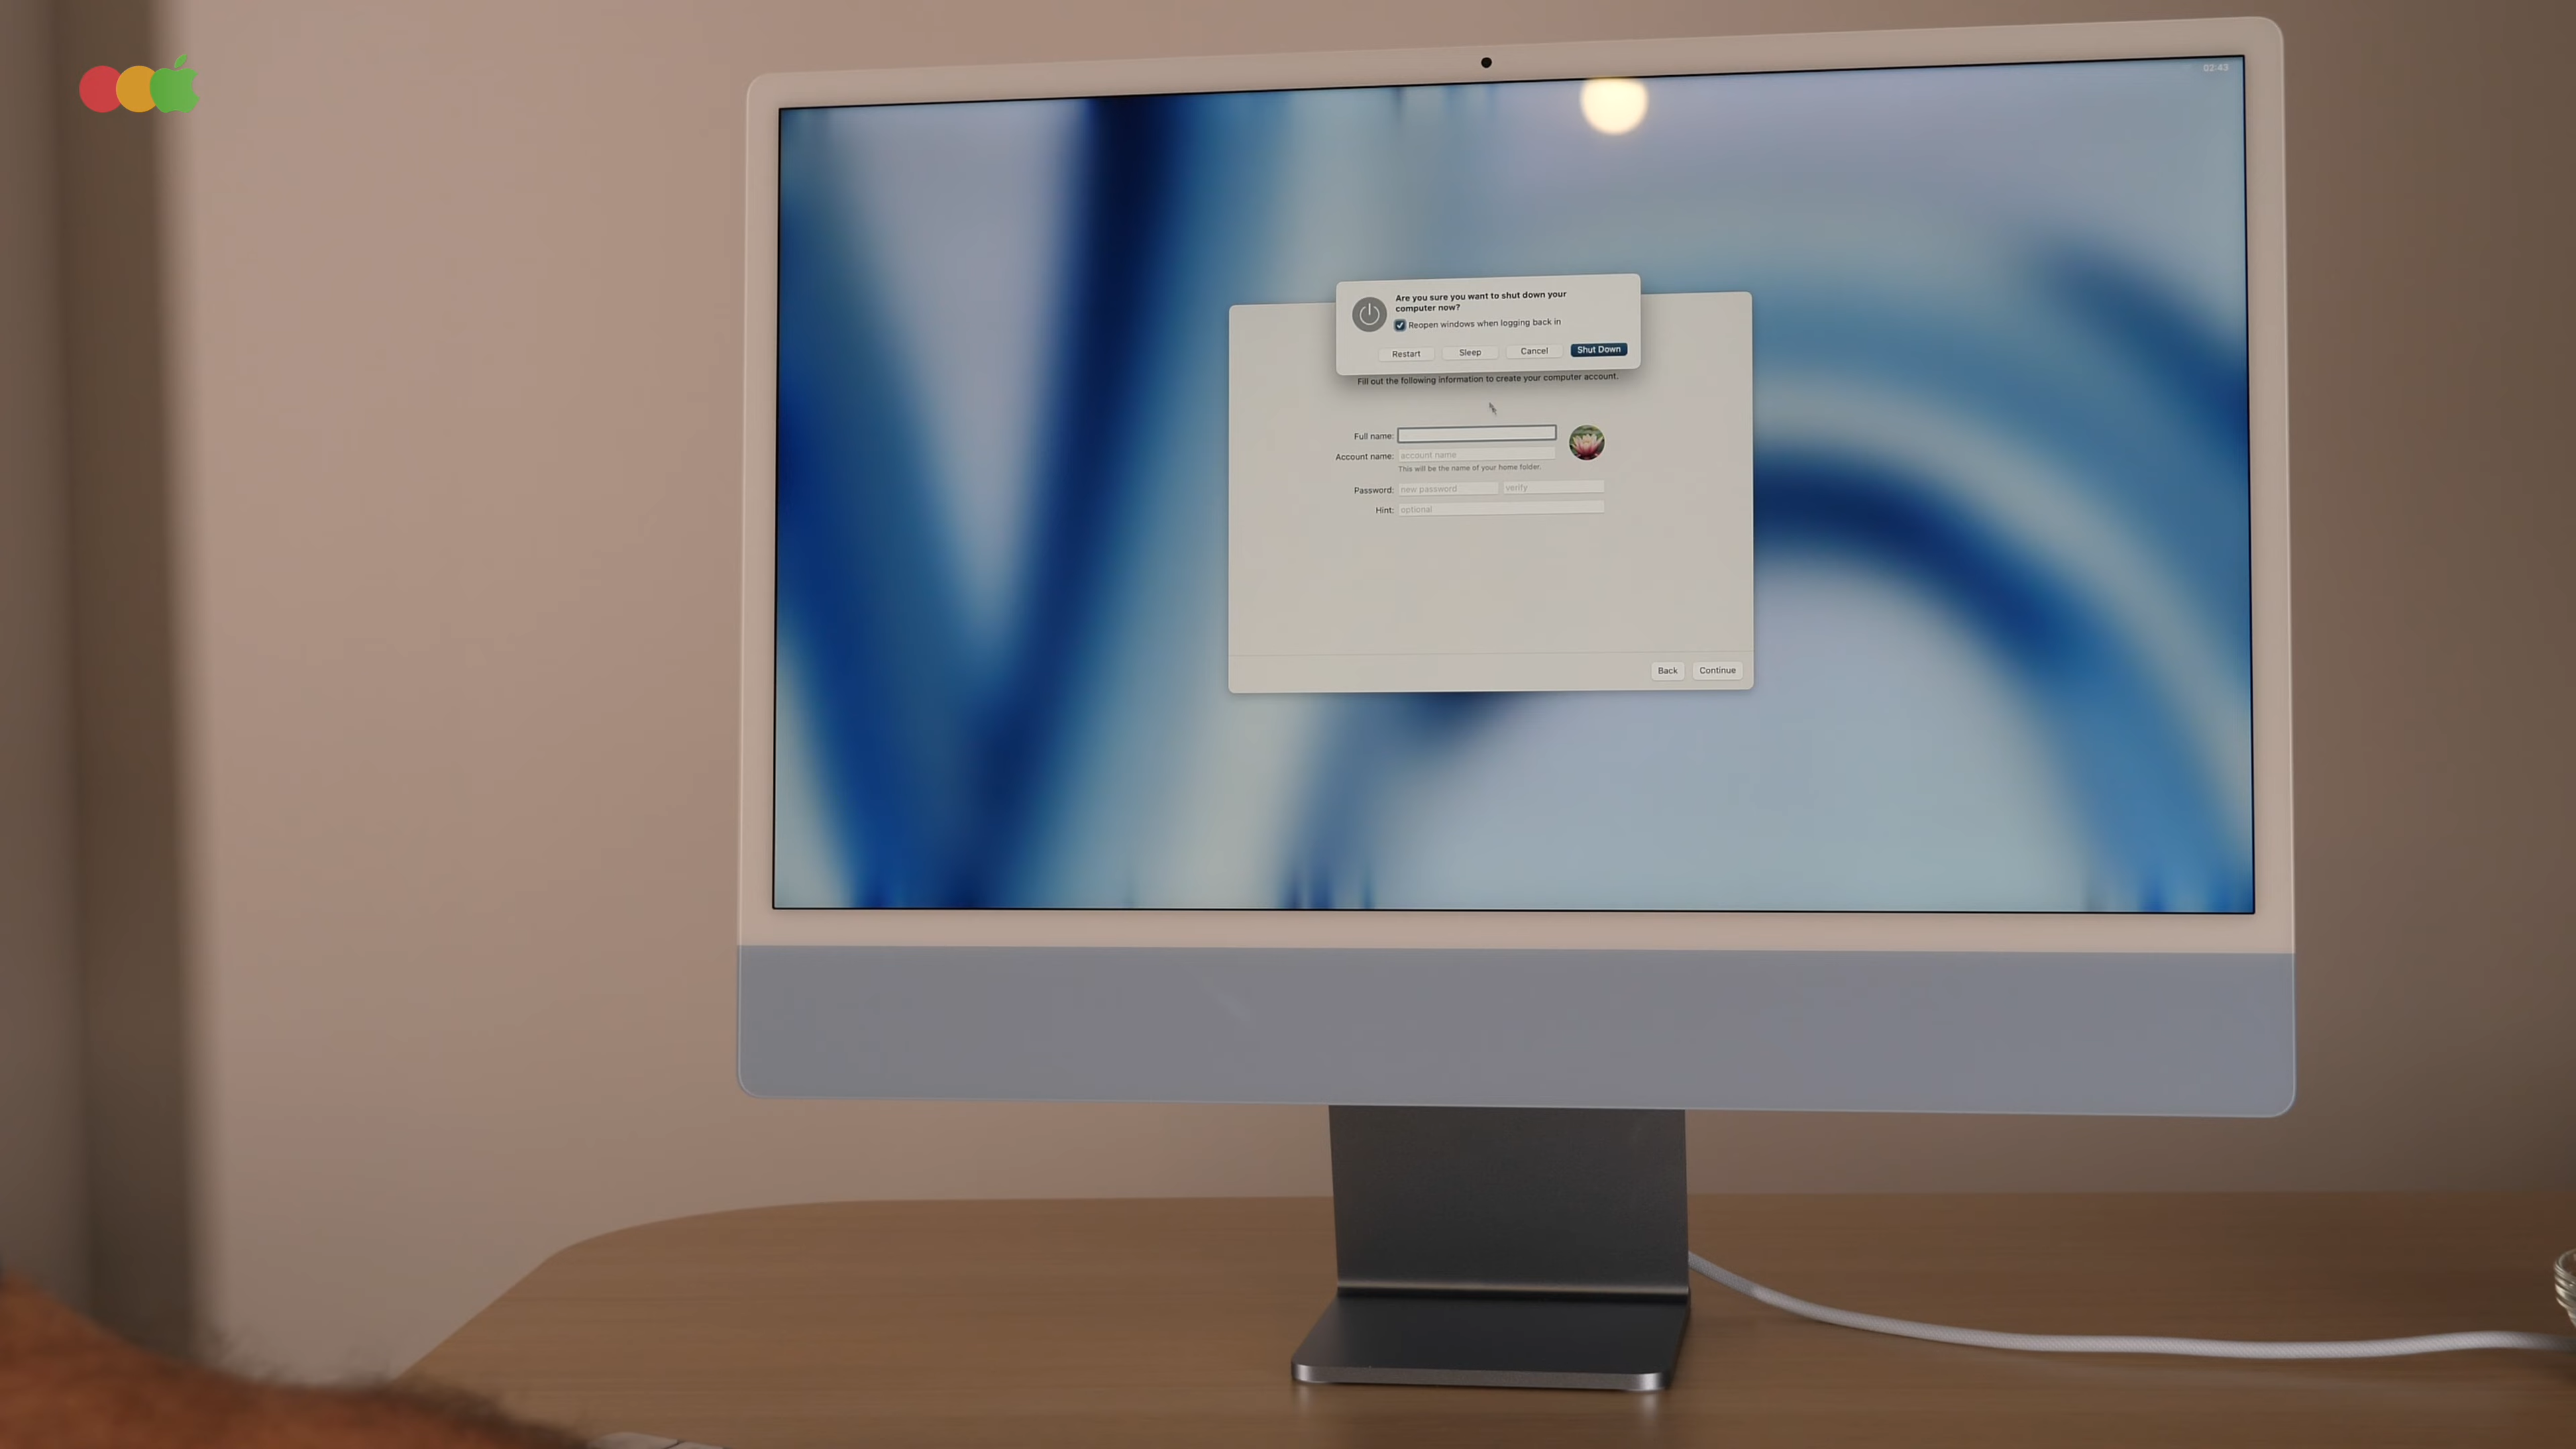 02:43
Are you sure you want to shut down your
computer now?
Reopen windows when logging back in
Restart Sleep Cancel Shut Down
Fill out the following information to create your computer account.
Full name:
Account name: account name
This will be the name of your home folder.
Password: new password verify
Hint: optional
Back Continue